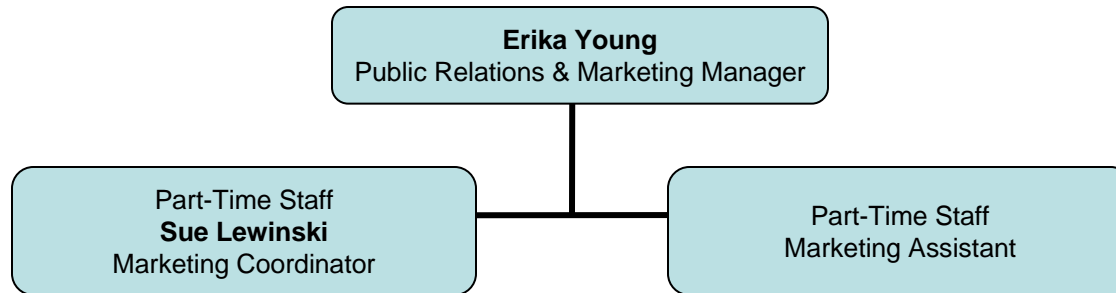 Erika Young
Public Relations & Marketing Manager
Part-Time Staff
Sue Lewinski
Marketing Coordinator
Part-Time Staff
Marketing Assistant